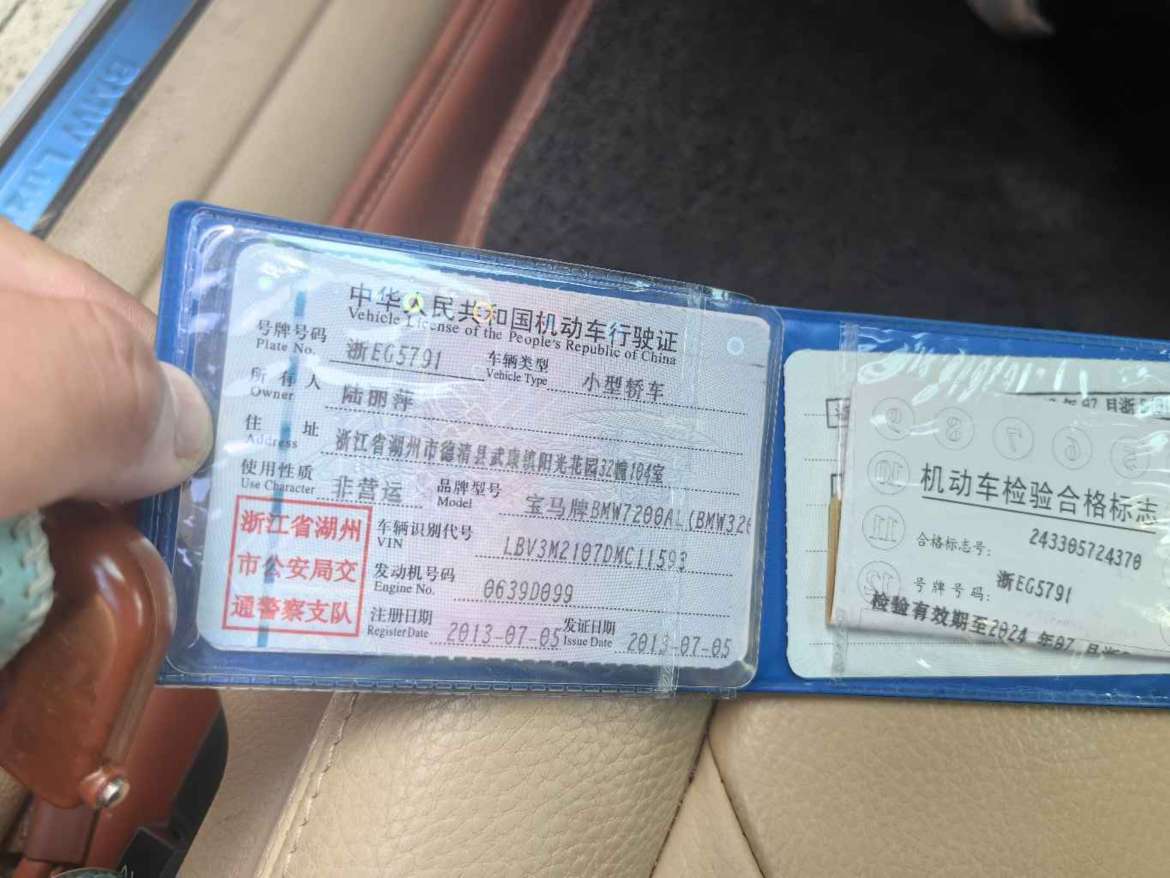 BMW
中华人民共和国机动车行驶证
Vehicle License of the People's Republic of China
号牌号码 浙EG5791 车辆类型 小型轿车
Plate No. Vehicle Type
所有人 陆丽萍
Owner
住址 浙江省湖州市德清县武康镇阳光花园32幢104室
Address
使用性质 非营运 品牌型号 宝马牌BMW7200AL(BMW320
Use Character Model
浙江省湖州
市公安局交
通警察支队
车辆识别代号 LBV3M2107DMC11593
VIN
发动机号码 0639D099
Engine No.
注册日期 2013-07-05 发证日期 2013-07-05
Register Date Issue Date
9 8 7 6 5
10
11
12
机动车检验合格标志
合格标志号: 243305724370
号牌号码: 浙EG5791
检验有效期至2024 年07 月